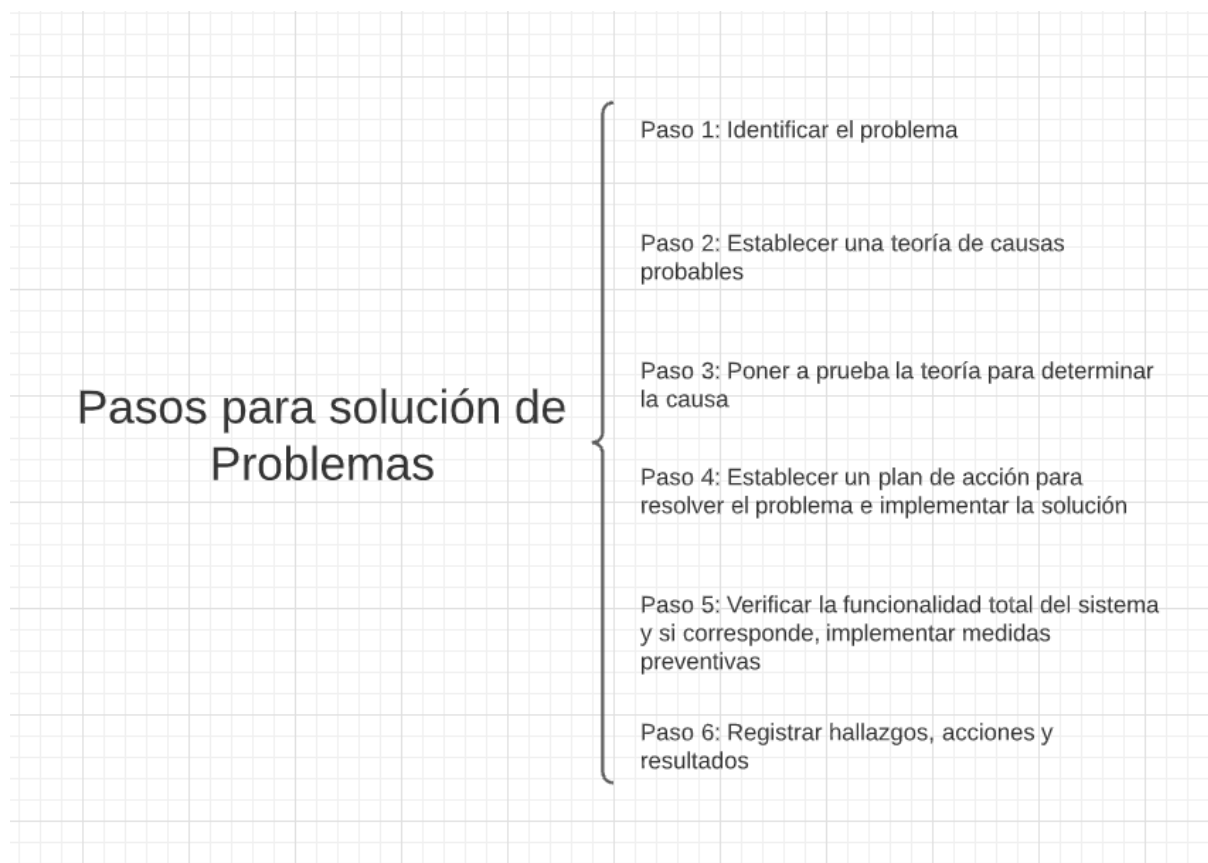 Pasos para solución de
Problemas
Paso 1: Identificar el problema
Paso 2: Establecer una teoría de causas
probables
Paso 3: Poner a prueba la teoría para determinar
la causa
Paso 4: Establecer un plan de acción para
resolver el problema e implementar la solución
Paso 5: Verificar la funcionalidad total del sistema
y si corresponde, implementar medidas
preventivas
Paso 6: Registrar hallazgos, acciones y
resultados